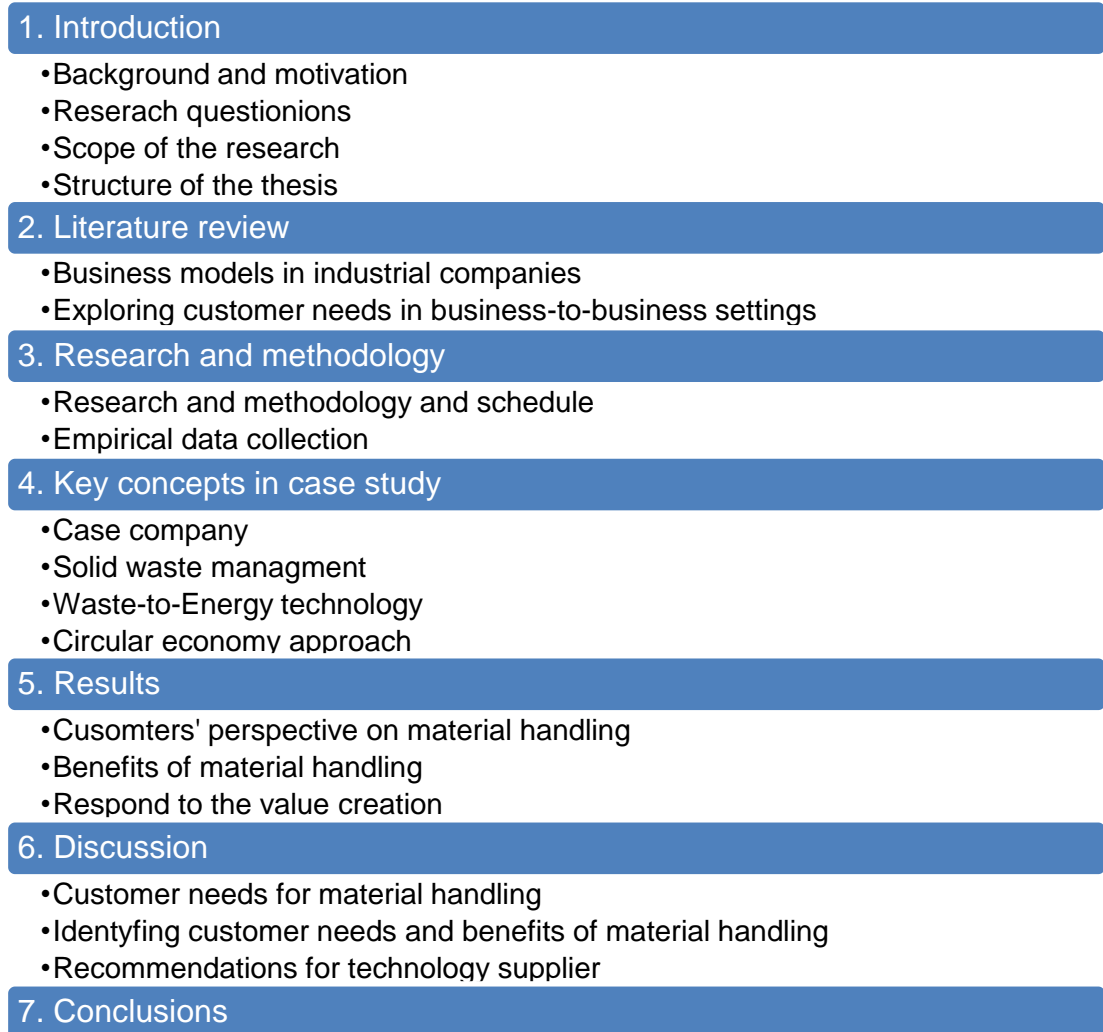 1. Introduction
•Background and motivation
•Reserach questionions
•Scope of the research
•Structure of the thesis
2. Literature review
•Business models in industrial companies
•Exploring customer needs in business-to-business settings
3. Research and methodology
•Research and methodology and schedule
•Empirical data collection
4. Key concepts in case study
•Case company
•Solid waste managment
•Waste-to-Energy technology
•Circular economy approach
5. Results
•Cusomters' perspective on material handling
•Benefits of material handling
•Respond to the value creation
6. Discussion
•Customer needs for material handling
•Identyfing customer needs and benefits of material handling
•Recommendations for technology supplier
7. Conclusions